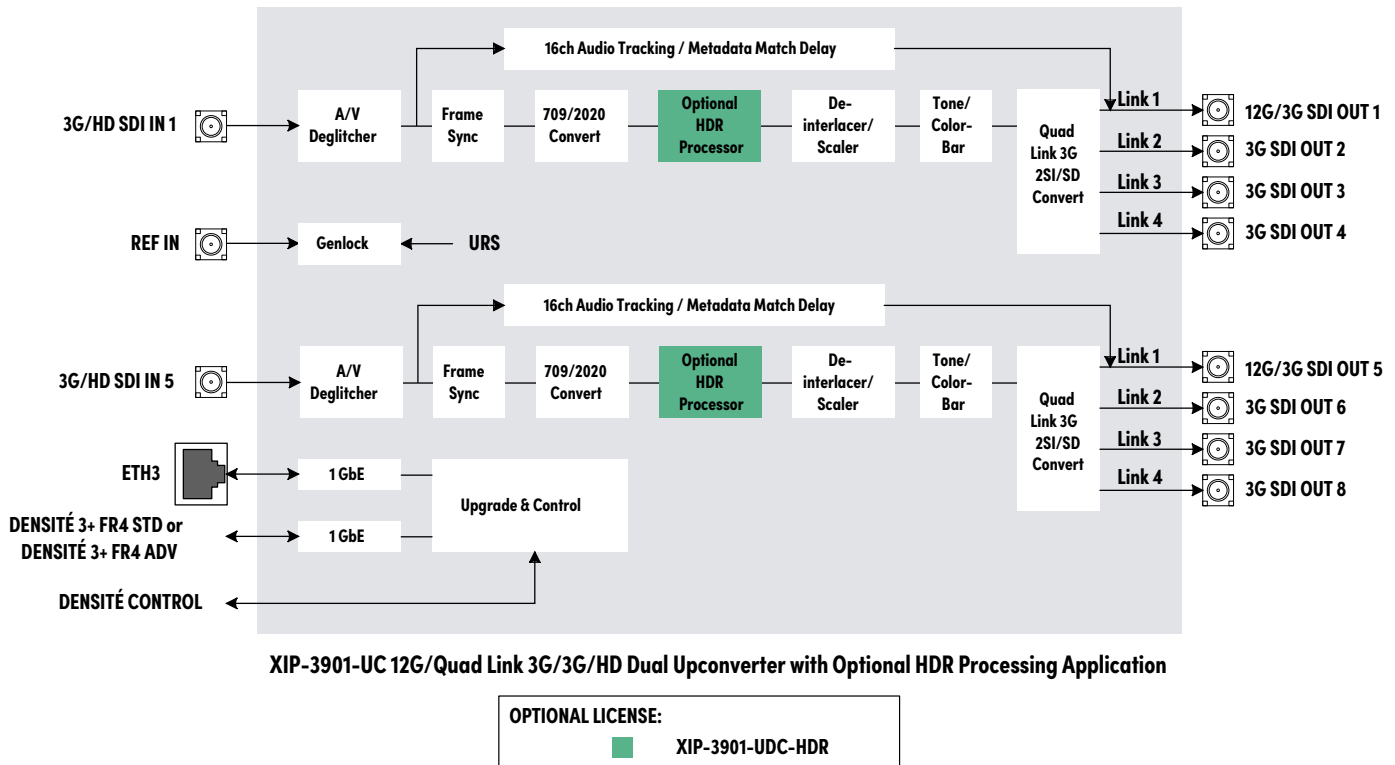 16ch Audio Tracking / Metadata Match Delay
3G/HD SDI IN 1
A/V
Deglitcher
Frame
Sync
709/2020
Convert
Optional
HDR
Processor
De-
interlacer/
Scaler
Tone/
Color-
Bar
Quad
Link 3G
2SI/SD
Convert
Link 1
12G/3G SDI OUT 1
Link 2
3G SDI OUT 2
Link 3
3G SDI OUT 3
Link 4
3G SDI OUT 4
REF IN
Genlock
URS
16ch Audio Tracking / Metadata Match Delay
3G/HD SDI IN 5
A/V
Deglitcher
Frame
Sync
709/2020
Convert
Optional
HDR
Processor
De-
interlacer/
Scaler
Tone/
Color-
Bar
Quad
Link 3G
2SI/SD
Convert
Link 1
12G/3G SDI OUT 5
Link 2
3G SDI OUT 6
Link 3
3G SDI OUT 7
Link 4
3G SDI OUT 8
ETH3
1 GbE
Upgrade & Control
DENSITÉ 3+ FR4 STD or
DENSITÉ 3+ FR4 ADV
1 GbE
DENSITÉ CONTROL
XIP-3901-UC 12G/Quad Link 3G/3G/HD Dual Upconverter with Optional HDR Processing Application
OPTIONAL LICENSE:
XIP-3901-UDC-HDR